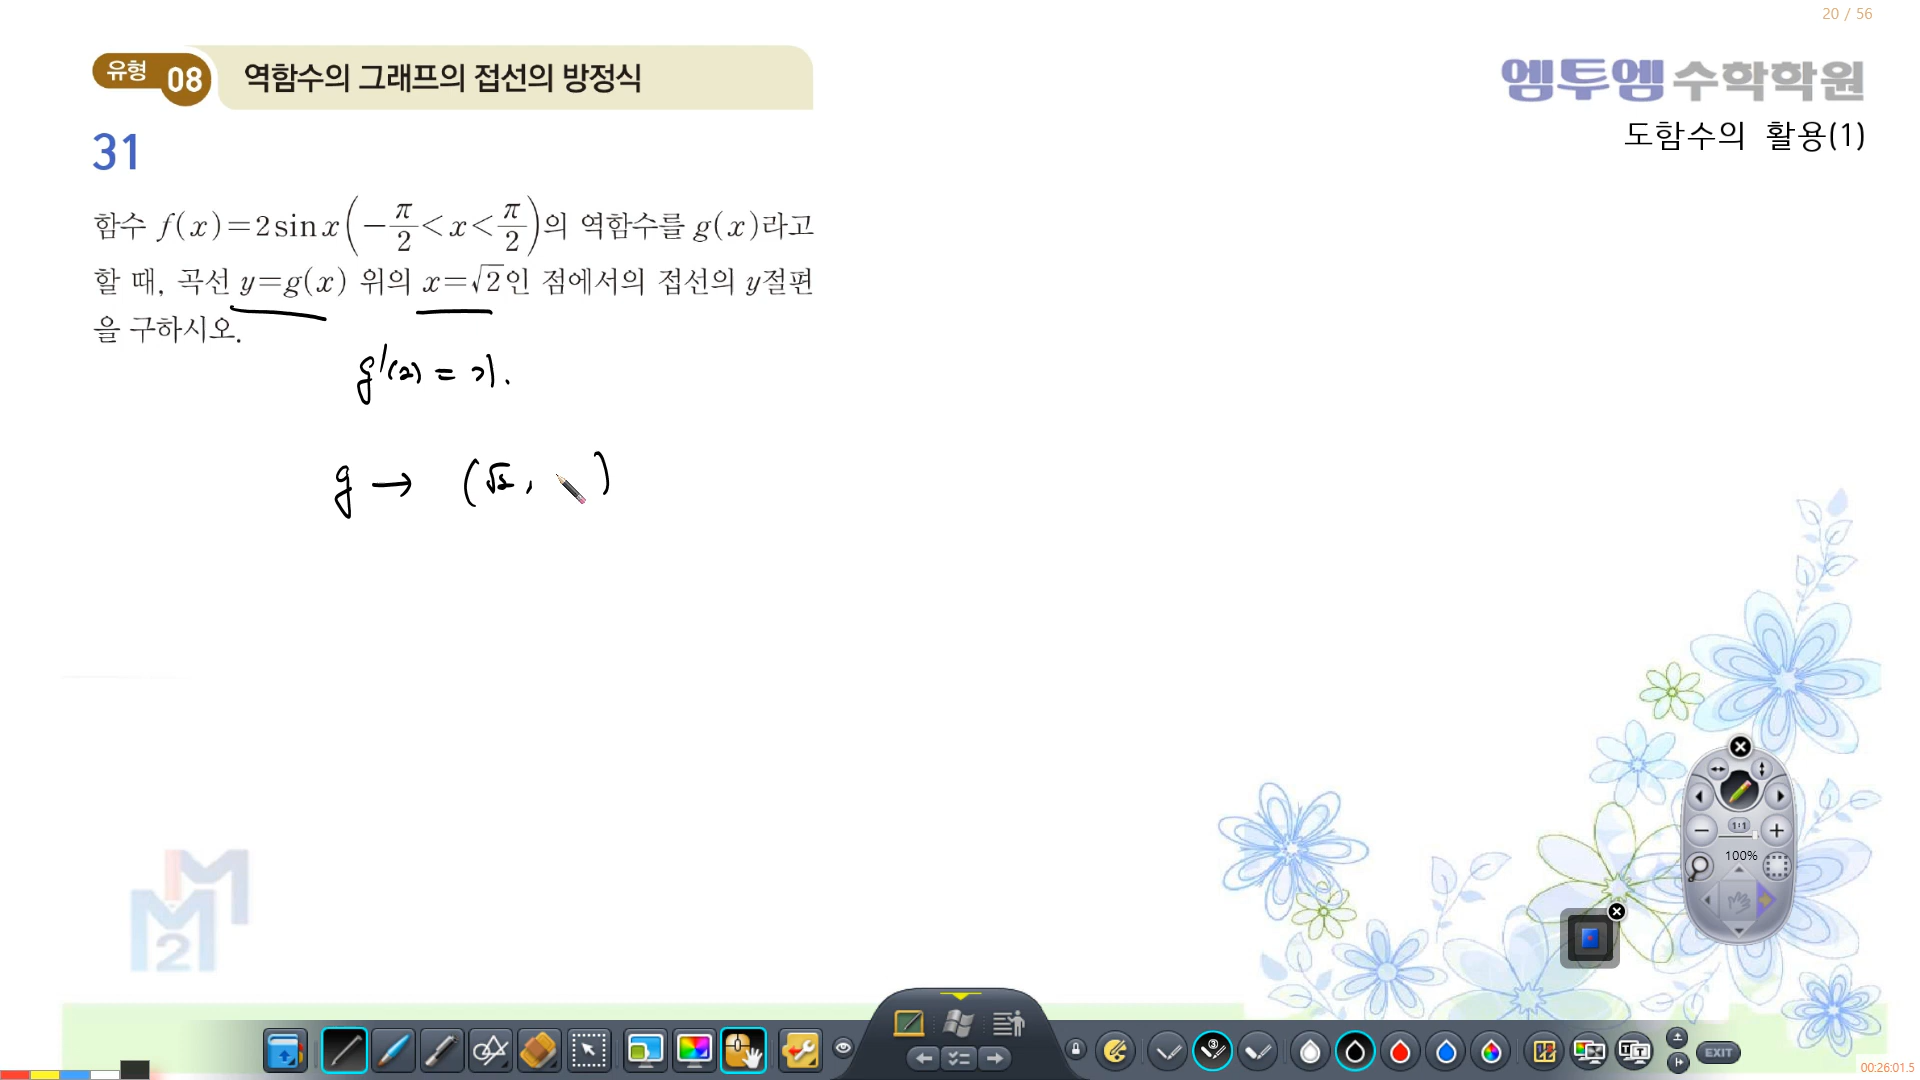 20 / 56
유형 08 역함수의 그래프의 접선의 방정식
엠투엠 수학학원
도함수의 활용(1)
31
함수 f(x)=2sin x(-π/2<x<π/2)의 역함수를 g(x)라고
할 때, 곡선 y=g(x) 위의 x=√2인 점에서의 접선의 y절편
을 구하시오.
g → (√2, )
M
M2
1:1
100%
EXIT
00:26:01.5